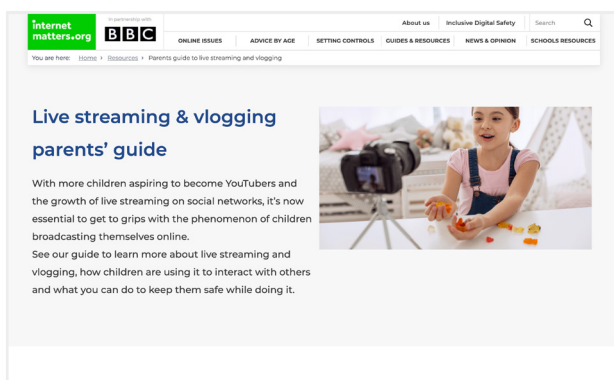 internet
matters.org
In partnership with
BBC
About us
Inclusive Digital Safety
Search
ONLINE ISSUES
ADVICE BY AGE
SETTING CONTROLS
GUIDES & RESOURCES
NEWS & OPINION
SCHOOLS RESOURCES
You are here: Home › Resources › Parents guide to live streaming and vlogging
Live streaming & vlogging
parents’ guide
With more children aspiring to become YouTubers and
the growth of live streaming on social networks, it's now
essential to get to grips with the phenomenon of children
broadcasting themselves online.
See our guide to learn more about live streaming and
vlogging, how children are using it to interact with others
and what you can do to keep them safe while doing it.